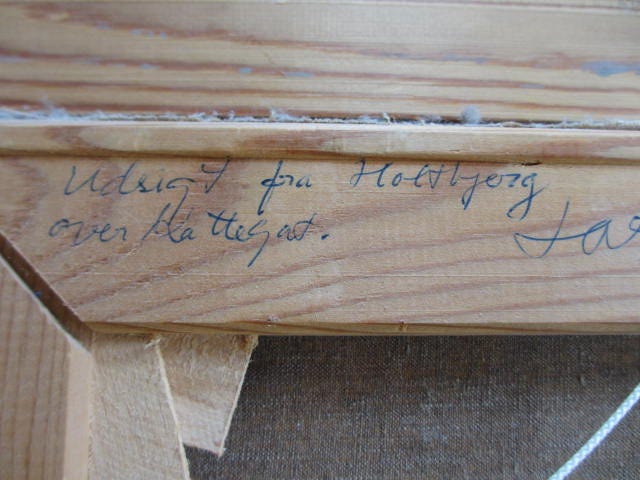 Udsigt fra Holtbjerg
over Kattegat.